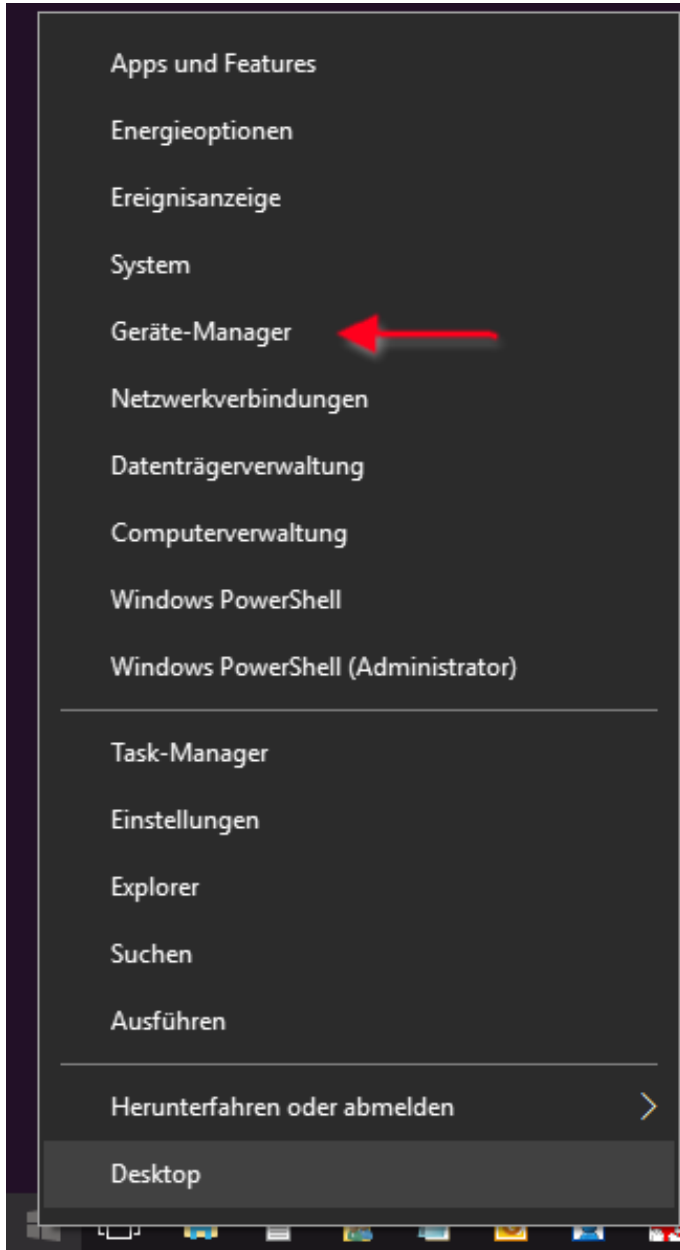 Apps und Features
Energieoptionen
Ereignisanzeige
System
Geräte-Manager
Netzwerkverbindungen
Datenträgerverwaltung
Computerverwaltung
Windows PowerShell
Windows PowerShell (Administrator)
Task-Manager
Einstellungen
Explorer
Suchen
Ausführen
Herunterfahren oder abmelden
Desktop